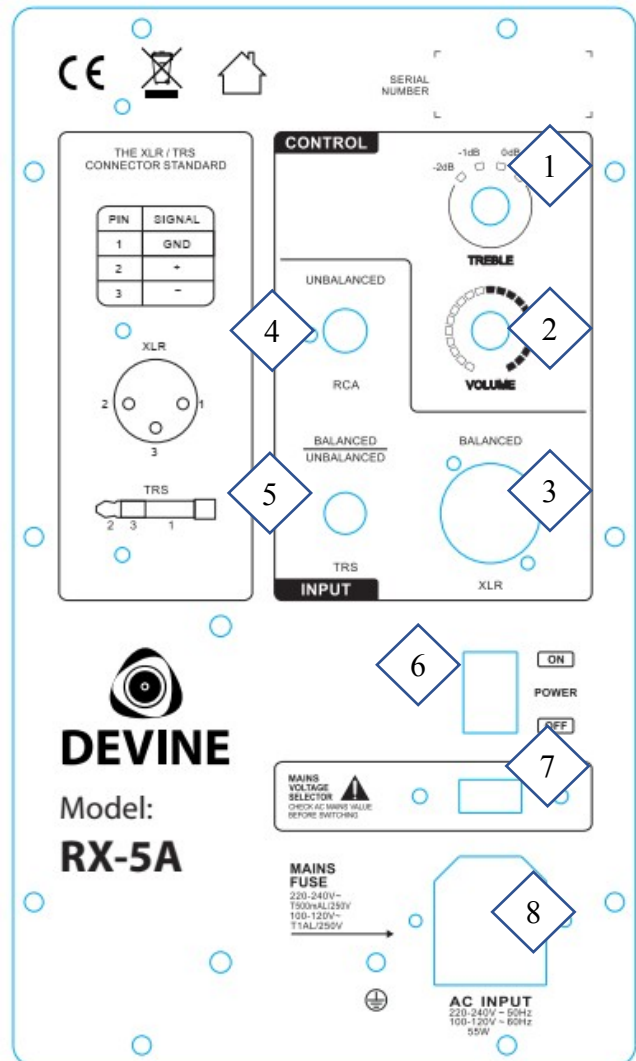 CE
SERIAL
NUMBER
THE XLR / TRS
CONNECTOR STANDARD
PIN SIGNAL
1 GND
2 +
3 −
XLR
2 1
3
TRS
2 3 1
CONTROL
-2dB -1dB 0dB
1
TREBLE
2
VOLUME
UNBALANCED
4
RCA
BALANCED
UNBALANCED
5
TRS
BALANCED
3
XLR
INPUT
6
ON
POWER
OFF
DEVINE
Model:
RX-5A
7
MAINS
VOLTAGE
SELECTOR
CHECK AC MAINS VALUE
BEFORE SWITCHING
MAINS
FUSE
220-240V~
T500mAL/250V
100-120V~
T1AL/250V
8
AC INPUT
220-240V ~ 50Hz
100-120V ~ 60Hz
55W